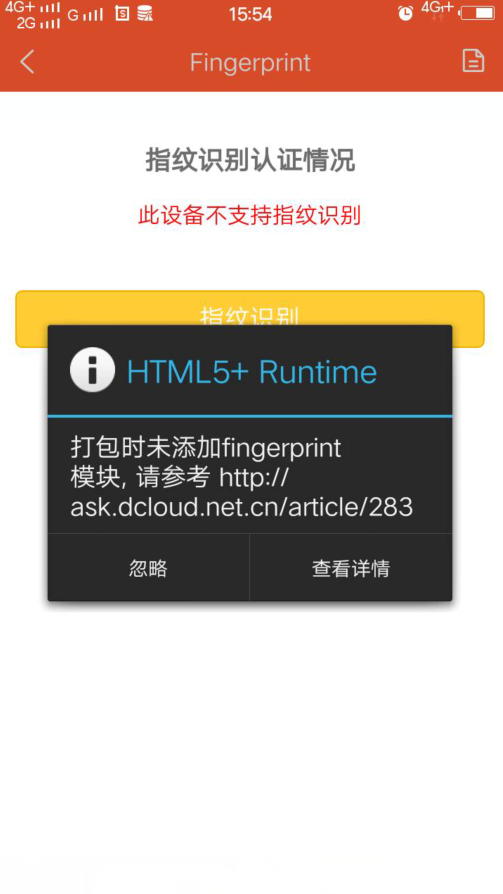 4G+
2G
G
15:54
4G+
Fingerprint
指纹识别认证情况
此设备不支持指纹识别
指纹识别
HTML5+ Runtime
打包时未添加fingerprint
模块, 请参考 http://
ask.dcloud.net.cn/article/283
忽略
查看详情